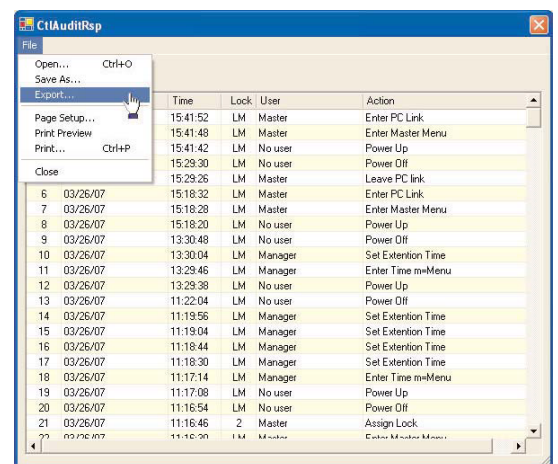 CtlAuditRsp
File
Open... Ctrl+O
Save As...
Export...
Page Setup...
Print Preview
Print... Ctrl+P
Close
Time Lock User Action
15:41:52 LM Master Enter PC Link
15:41:48 LM Master Enter Master Menu
15:41:42 LM No user Power Up
15:29:30 LM No user Power Off
15:29:26 LM Master Leave PC link
6 03/26/07 15:18:32 LM Master Enter PC Link
7 03/26/07 15:18:28 LM Master Enter Master Menu
8 03/26/07 15:18:20 LM No user Power Up
9 03/26/07 13:30:48 LM No user Power Off
10 03/26/07 13:30:04 LM Manager Set Extention Time
11 03/26/07 13:29:46 LM Manager Enter Time m=Menu
12 03/26/07 13:29:38 LM No user Power Up
13 03/26/07 11:22:04 LM No user Power Off
14 03/26/07 11:19:56 LM Manager Set Extention Time
15 03/26/07 11:19:04 LM Manager Set Extention Time
16 03/26/07 11:18:44 LM Manager Set Extention Time
17 03/26/07 11:18:30 LM Manager Set Extention Time
18 03/26/07 11:17:14 LM Manager Enter Time m=Menu
19 03/26/07 11:17:08 LM No user Power Up
20 03/26/07 11:16:54 LM No user Power Off
21 03/26/07 11:16:46 2 Master Assign Lock
22 03/26/07 11:16:20 LM Master Enter Master Menu